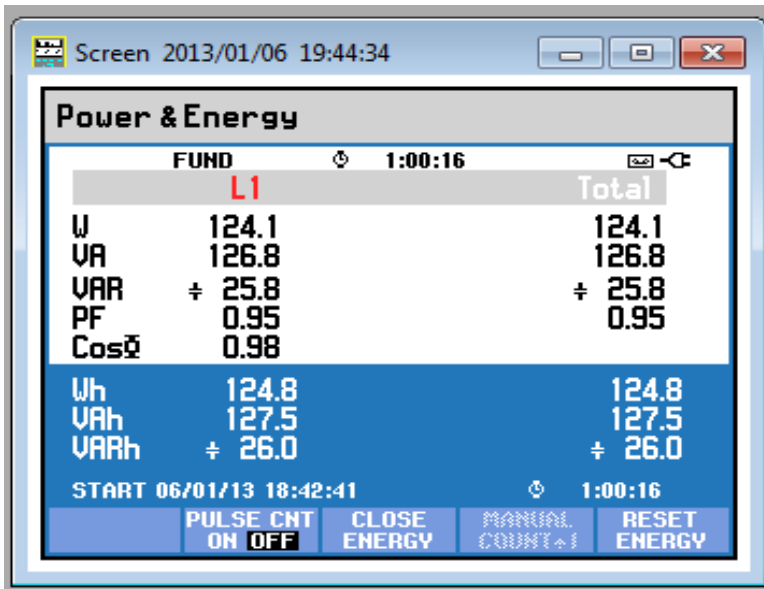 Screen 2013/01/06 19:44:34
Power & Energy
FUND 1:00:16
L1 Total
W 124.1 124.1
VA 126.8 126.8
VAR 25.8 25.8
PF 0.95 0.95
CosΦ 0.98
Wh 124.8 124.8
VAh 127.5 127.5
VARh 26.0 26.0
START 06/01/13 18:42:41 1:00:16
PULSE CNT CLOSE MANUAL RESET
ON OFF ENERGY COUNT ENERGY